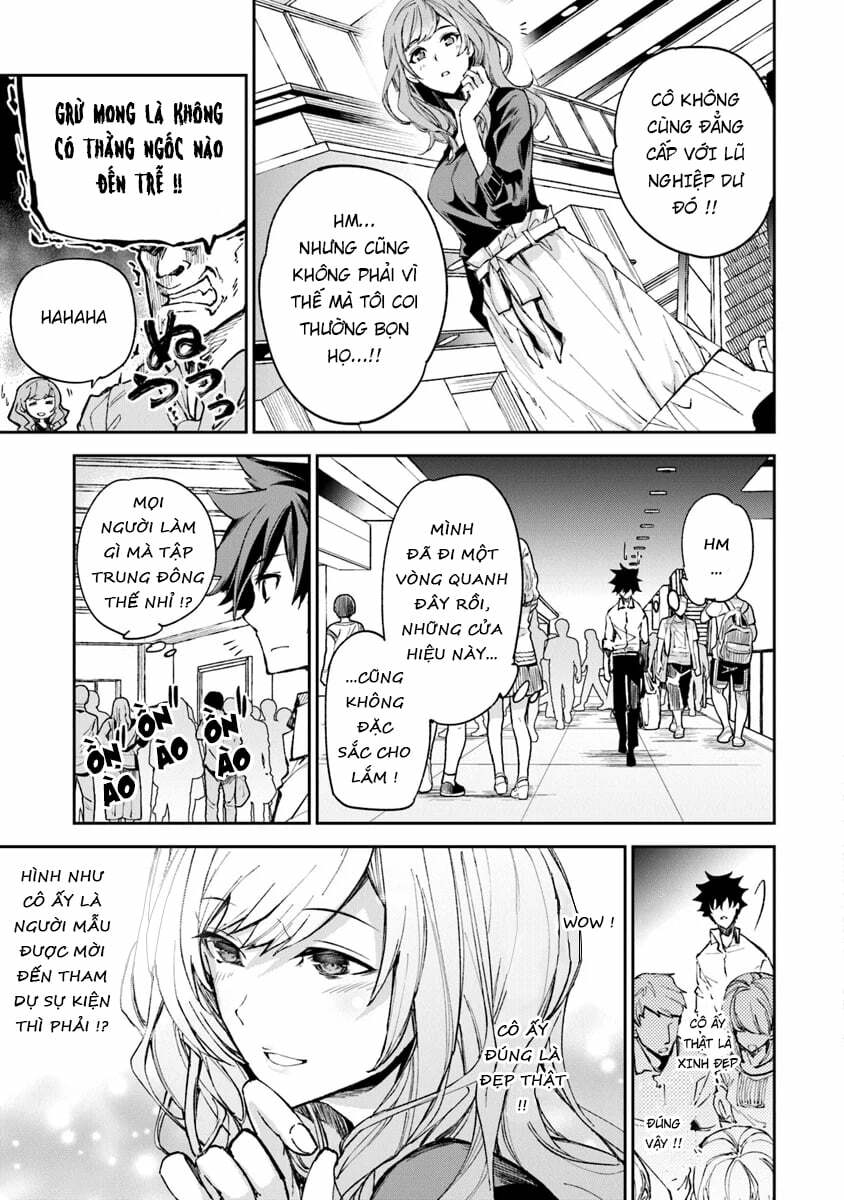 CÔ KHÔNG
CÙNG ĐẲNG
CẤP VỚI LŨ
NGHIỆP DƯ
ĐÓ !!
HM...
NHƯNG CŨNG
KHÔNG PHẢI VÌ
THẾ MÀ TÔI COI
THƯỜNG BỌN
HỌ...!!
GRỪ MONG LÀ KHÔNG
CÓ THẰNG NGỐC NÀO
ĐẾN TRỄ !!
HAHAHA
ぬぅぅ
HM
...
MÌNH
ĐÃ ĐI MỘT
VÒNG QUANH
ĐÂY RỒI,
NHỮNG CỬA
HIỆU NÀY...
...CŨNG
KHÔNG
ĐẶC
SẮC CHO
LẮM !
MỌI
NGƯỜI LÀM
GÌ MÀ TẬP
TRUNG ĐÔNG
THẾ NHỈ !?
ỒN
ÀO
ỒN
ÀO
ỒN
ÀO
CÔ ẤY
THẬT LÀ
XINH ĐẸP
ĐÚNG
VẬY !!
WOW !
CÔ ẤY
ĐÚNG LÀ
ĐẸP THẬT
!!
HÌNH NHƯ
CÔ ẤY LÀ
NGƯỜI MẪU
ĐƯỢC MỜI
ĐẾN THAM
DỰ SỰ KIỆN
THÌ PHẢI !?